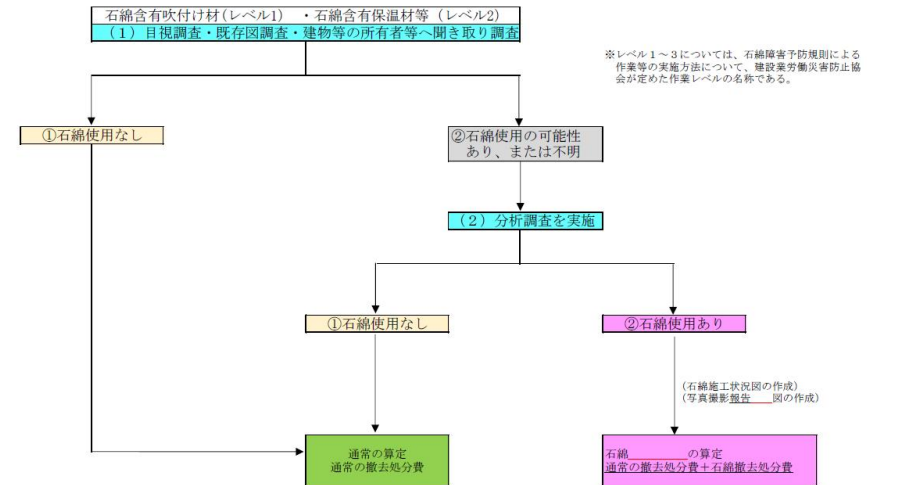 石綿含有吹付け材(レベル1) ・石綿含有保温材等(レベル2)
(1)目視調査・既存図調査・建物等の所有者等へ聞き取り調査
※レベル1～3については、石綿障害予防規則による
作業等の実施方法について、建設業労働災害防止協
会が定めた作業レベルの名称である。
①石綿使用なし
②石綿使用の可能性
あり、または不明
(2)分析調査を実施
①石綿使用なし
②石綿使用あり
(石綿施工状況図の作成)
(写真撮影報告 図の作成)
通常の算定
通常の撤去処分費
石綿 の算定
通常の撤去処分費＋石綿撤去処分費